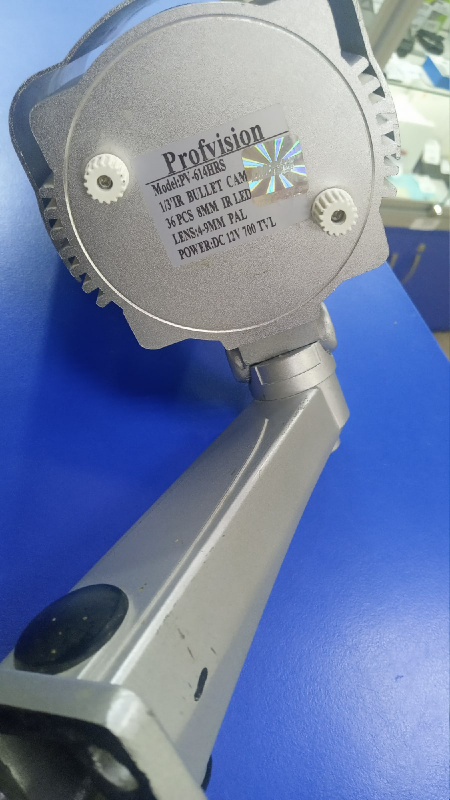 Profvision
Model:PV-614HRS
1/3'IR BULLET CAM
36 PCS 8MM IR LED
LENS:4-9MM PAL
POWER:DC 12V 700 TVL